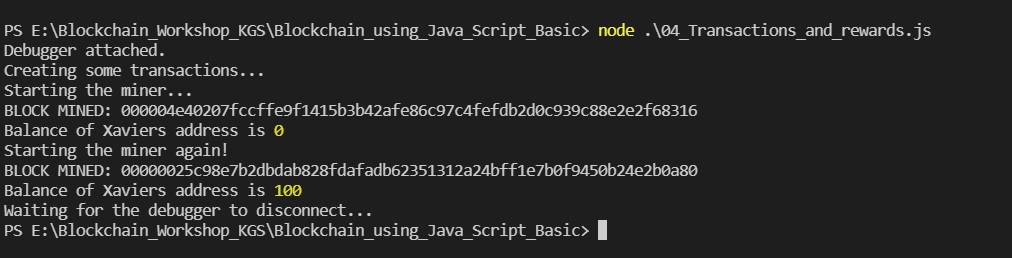 PS E:\Blockchain_Workshop_KGS\Blockchain_using_Java_Script_Basic> node .\04_Transactions_and_rewards.js
Debugger attached.
Creating some transactions...
Starting the miner...
BLOCK MINED: 000004e40207fccffe9f1415b3b42afe86c97c4fefdb2d0c939c88e2e2f68316
Balance of Xaviers address is 0
Starting the miner again!
BLOCK MINED: 00000025c98e7b2dbdab828fdafadb62351312a24bff1e7b0f9450b24e2b0a80
Balance of Xaviers address is 100
Waiting for the debugger to disconnect...
PS E:\Blockchain_Workshop_KGS\Blockchain_using_Java_Script_Basic>